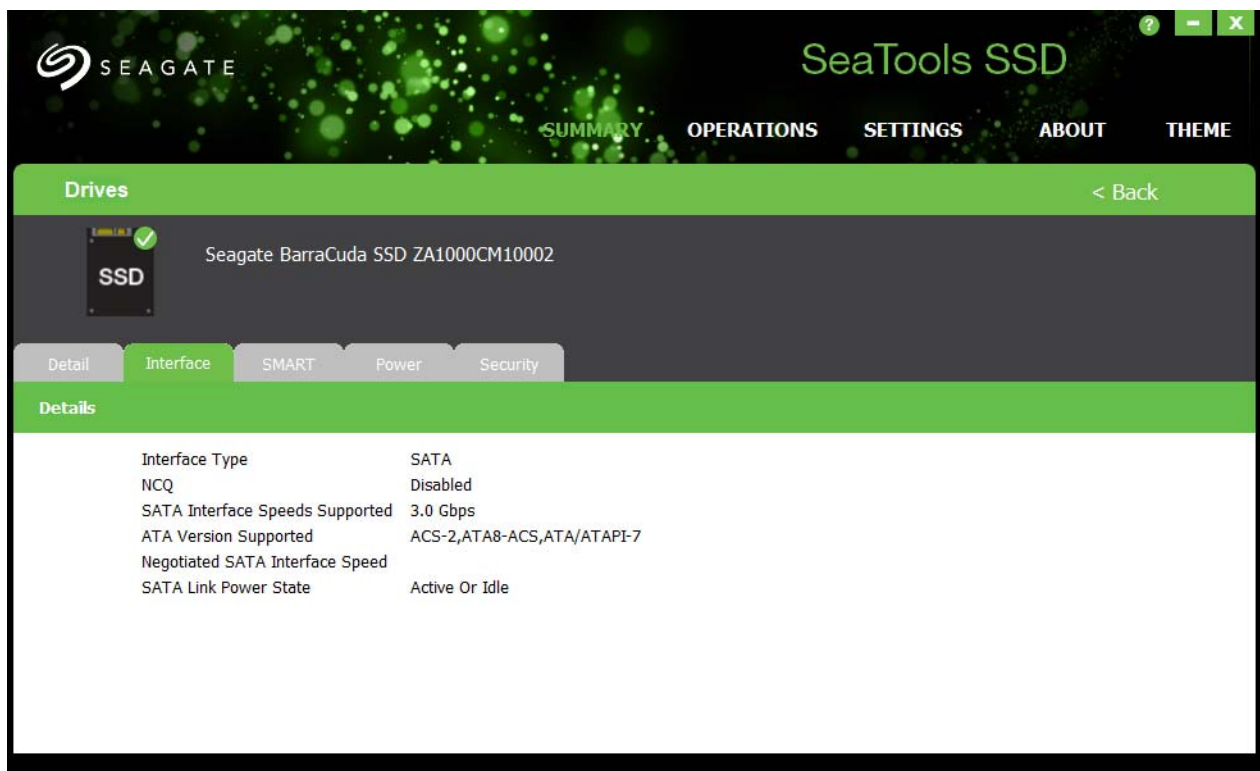 SEAGATE
SeaTools SSD
? - X
SUMMARY OPERATIONS SETTINGS ABOUT THEME
Drives < Back
SSD
Seagate BarraCuda SSD ZA1000CM10002
Detail Interface SMART Power Security
Details
Interface Type SATA
NCQ Disabled
SATA Interface Speeds Supported 3.0 Gbps
ATA Version Supported ACS-2,ATA8-ACS,ATA/ATAPI-7
Negotiated SATA Interface Speed
SATA Link Power State Active Or Idle